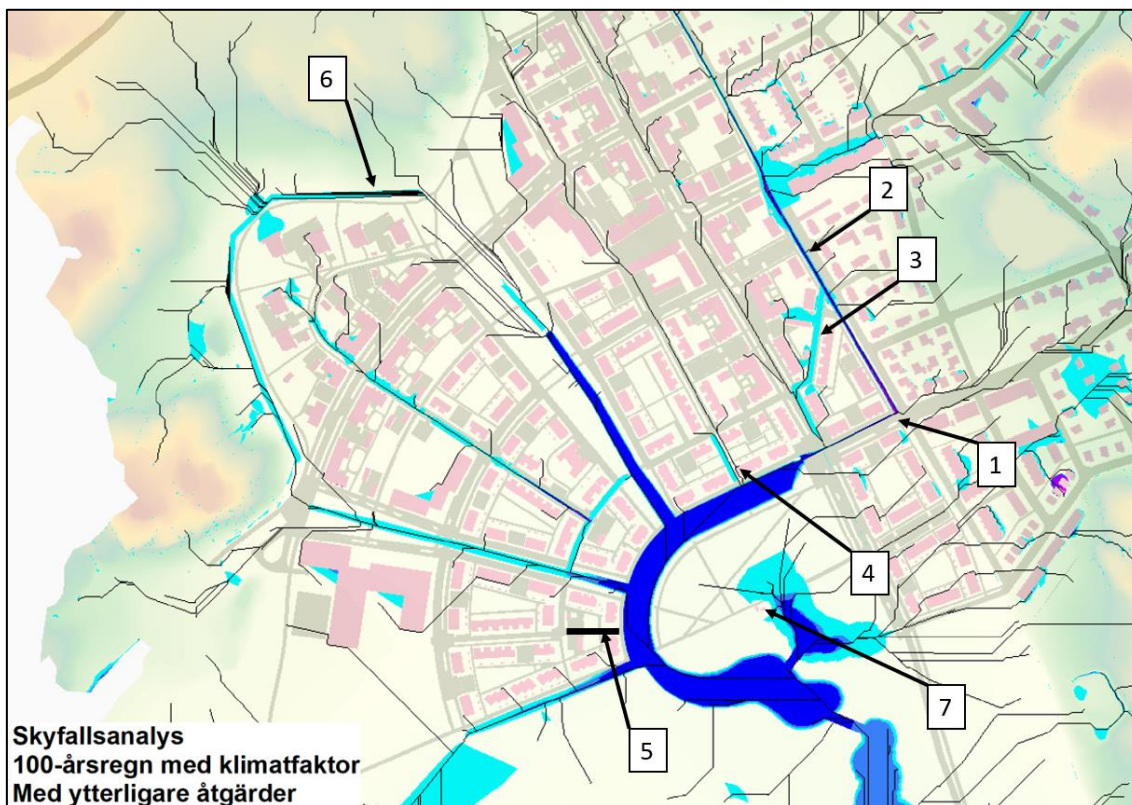 6
2
3
1
4
7
5
Skyfallsanalys
100-årsregn med klimatfaktor
Med ytterligare åtgärder